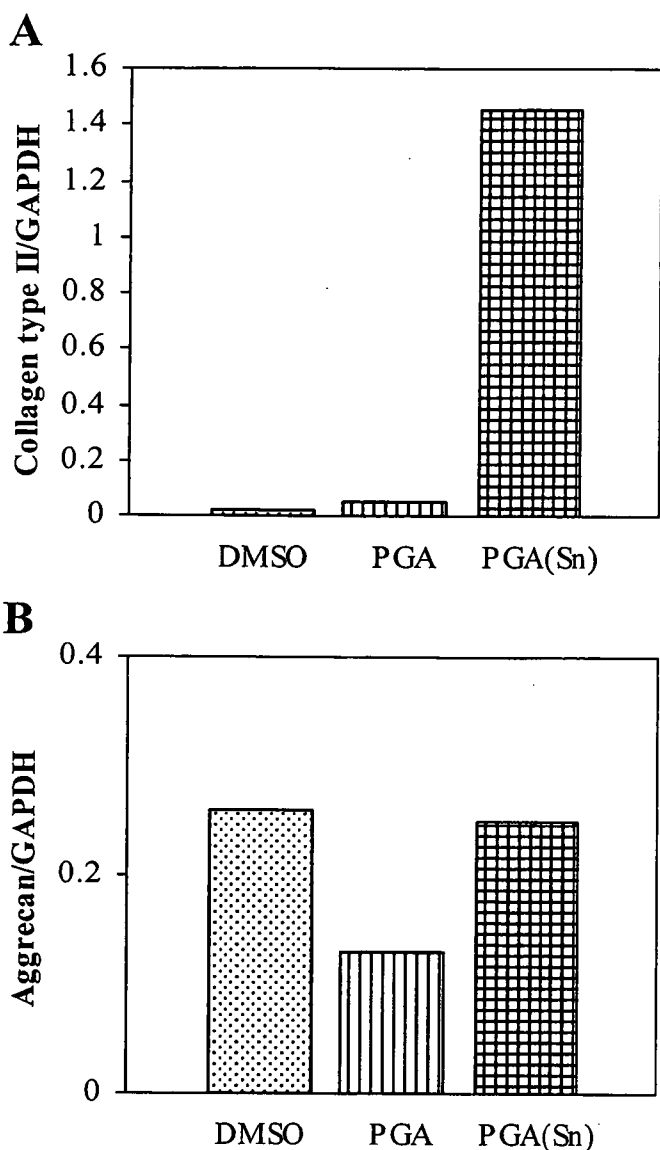 A
Collagen type II/GAPDH
1.6
1.4
1.2
1
0.8
0.6
0.4
0.2
0
DMSO PGA PGA(Sn)
B
Aggrecan/GAPDH
0.4
0.2
0
DMSO PGA PGA(Sn)